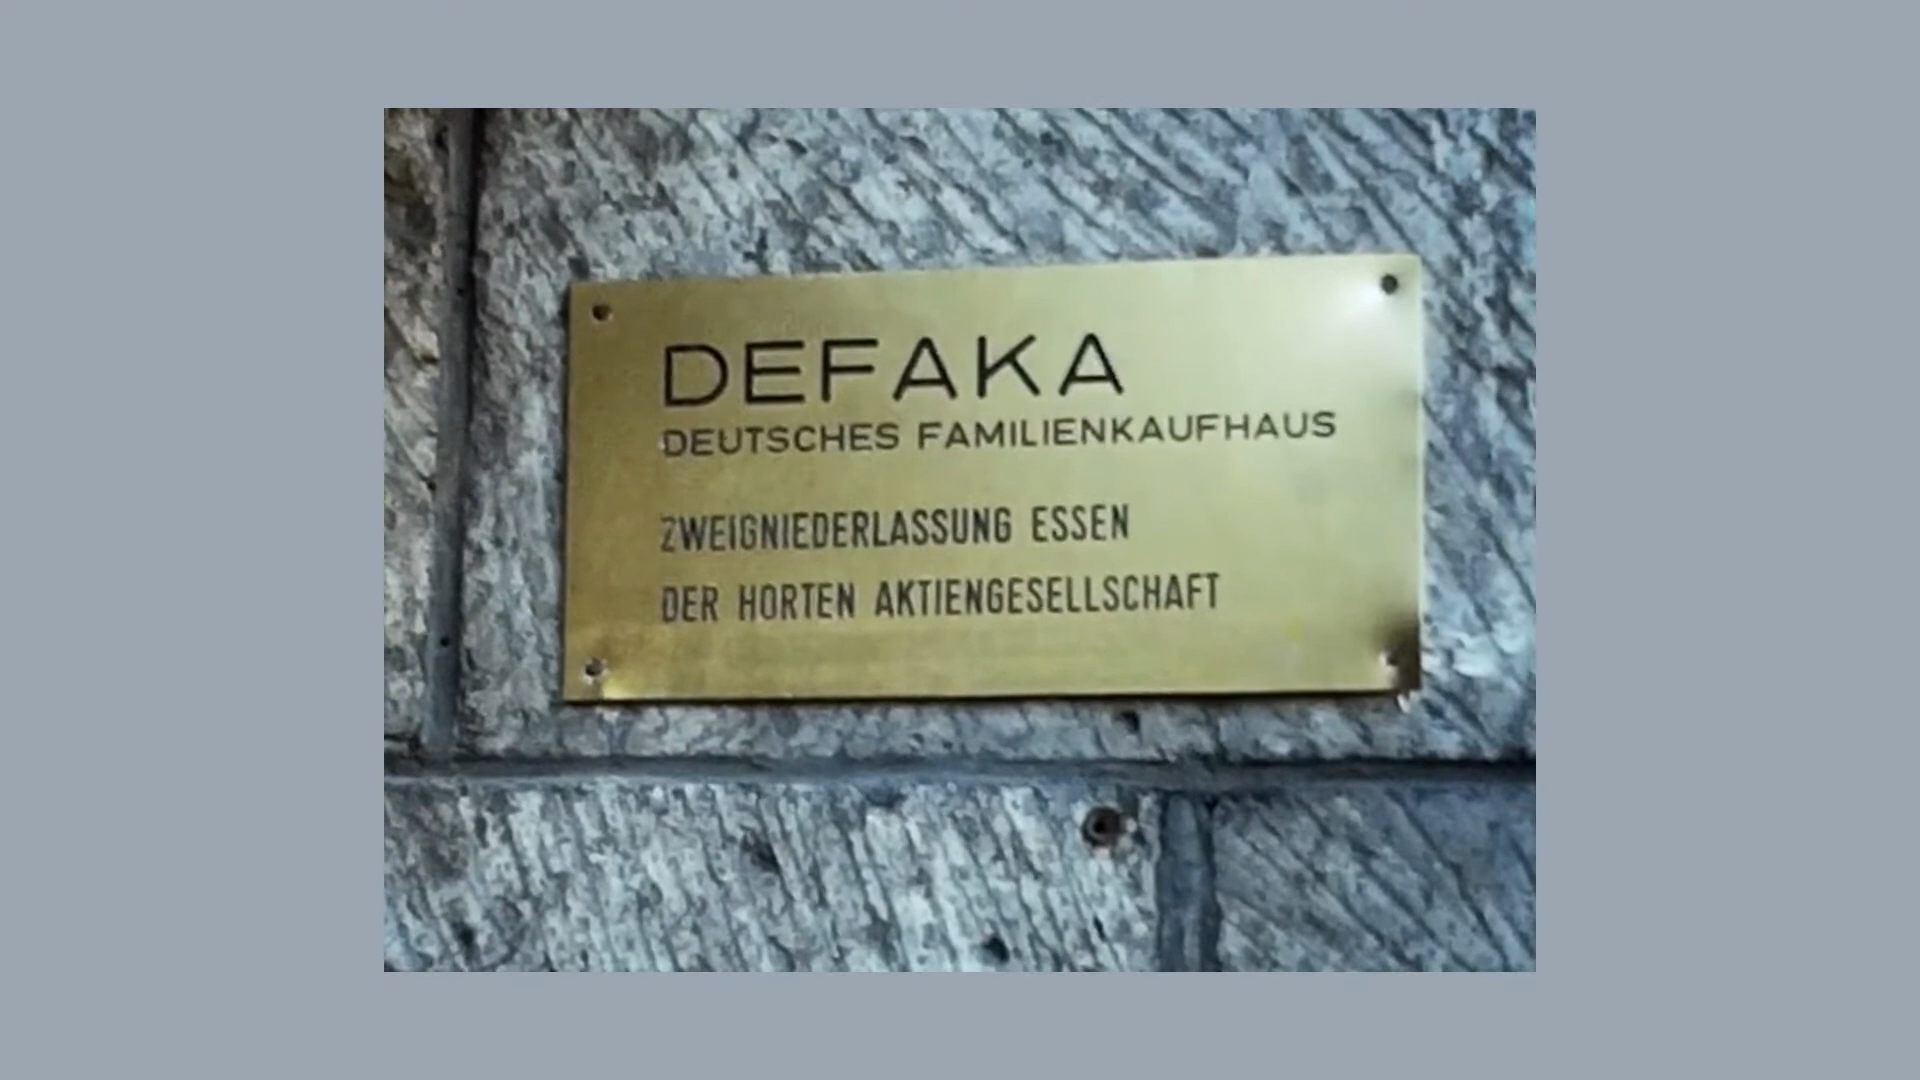 DEFAKA
DEUTSCHES FAMILIENKAUFHAUS
ZWEIGNIEDERLASSUNG ESSEN
DER HORTEN AKTIENGESELLSCHAFT